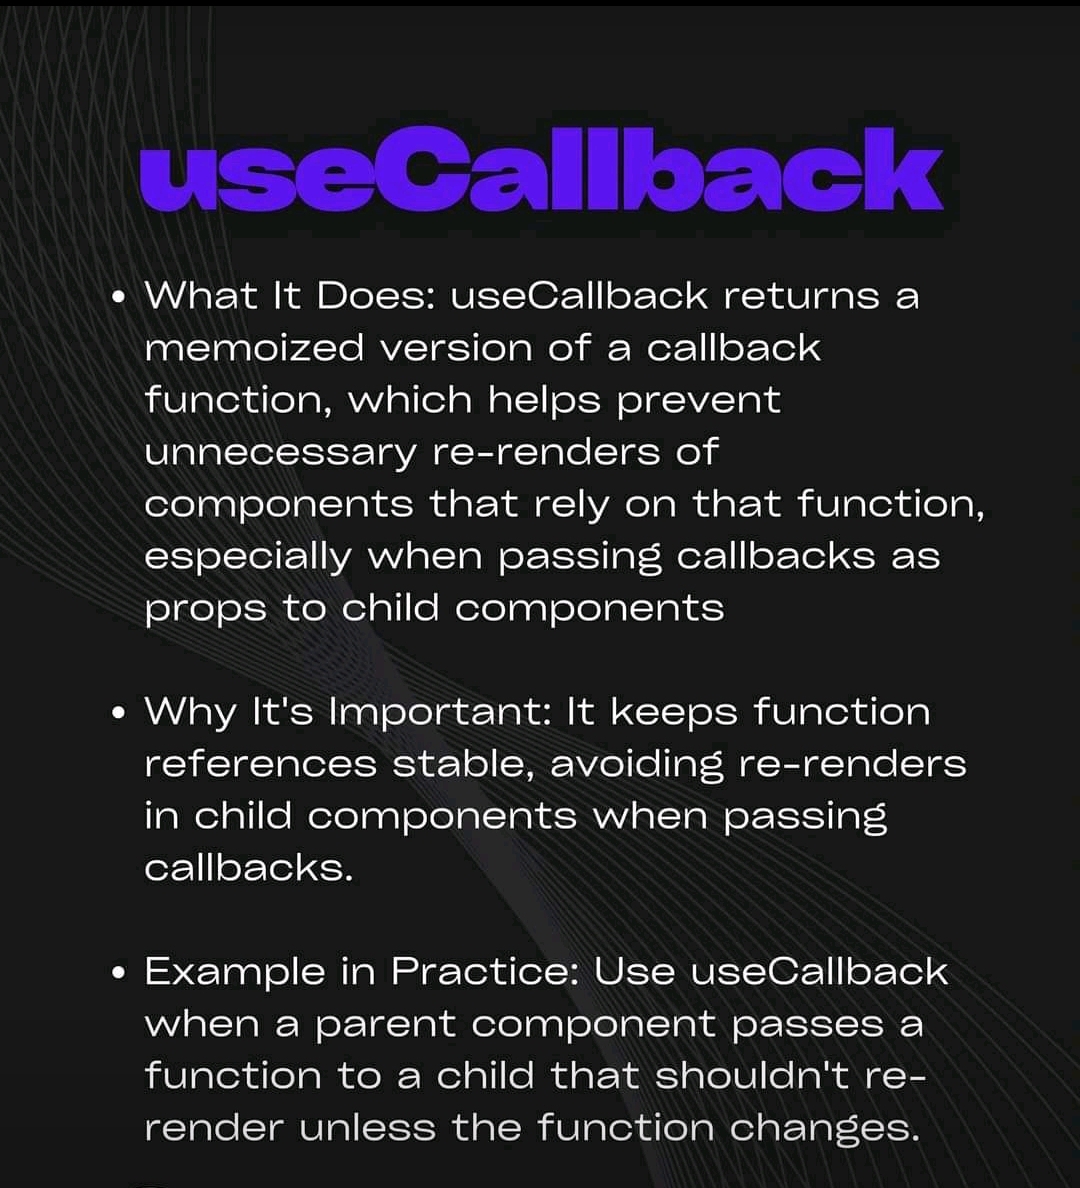 useCallback
• What It Does: useCallback returns a
memoized version of a callback
function, which helps prevent
unnecessary re-renders of
components that rely on that function,
especially when passing callbacks as
props to child components
• Why It's Important: It keeps function
references stable, avoiding re-renders
in child components when passing
callbacks.
• Example in Practice: Use useCallback
when a parent component passes a
function to a child that shouldn't re-
render unless the function changes.